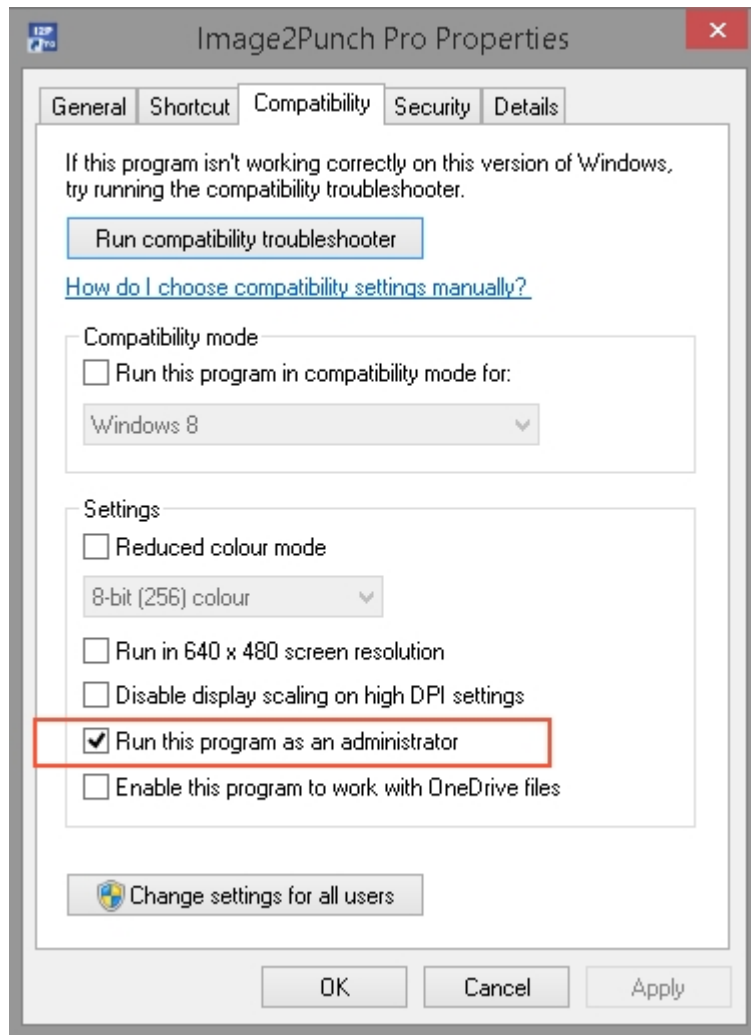 I2P
Pro
Image2Punch Pro Properties
General Shortcut Compatibility Security Details
If this program isn't working correctly on this version of Windows,
try running the compatibility troubleshooter.
Run compatibility troubleshooter
How do I choose compatibility settings manually?
Compatibility mode
Run this program in compatibility mode for:
Windows 8
Settings
Reduced colour mode
8-bit (256) colour
Run in 640 x 480 screen resolution
Disable display scaling on high DPI settings
Run this program as an administrator
Enable this program to work with OneDrive files
Change settings for all users
OK Cancel Apply